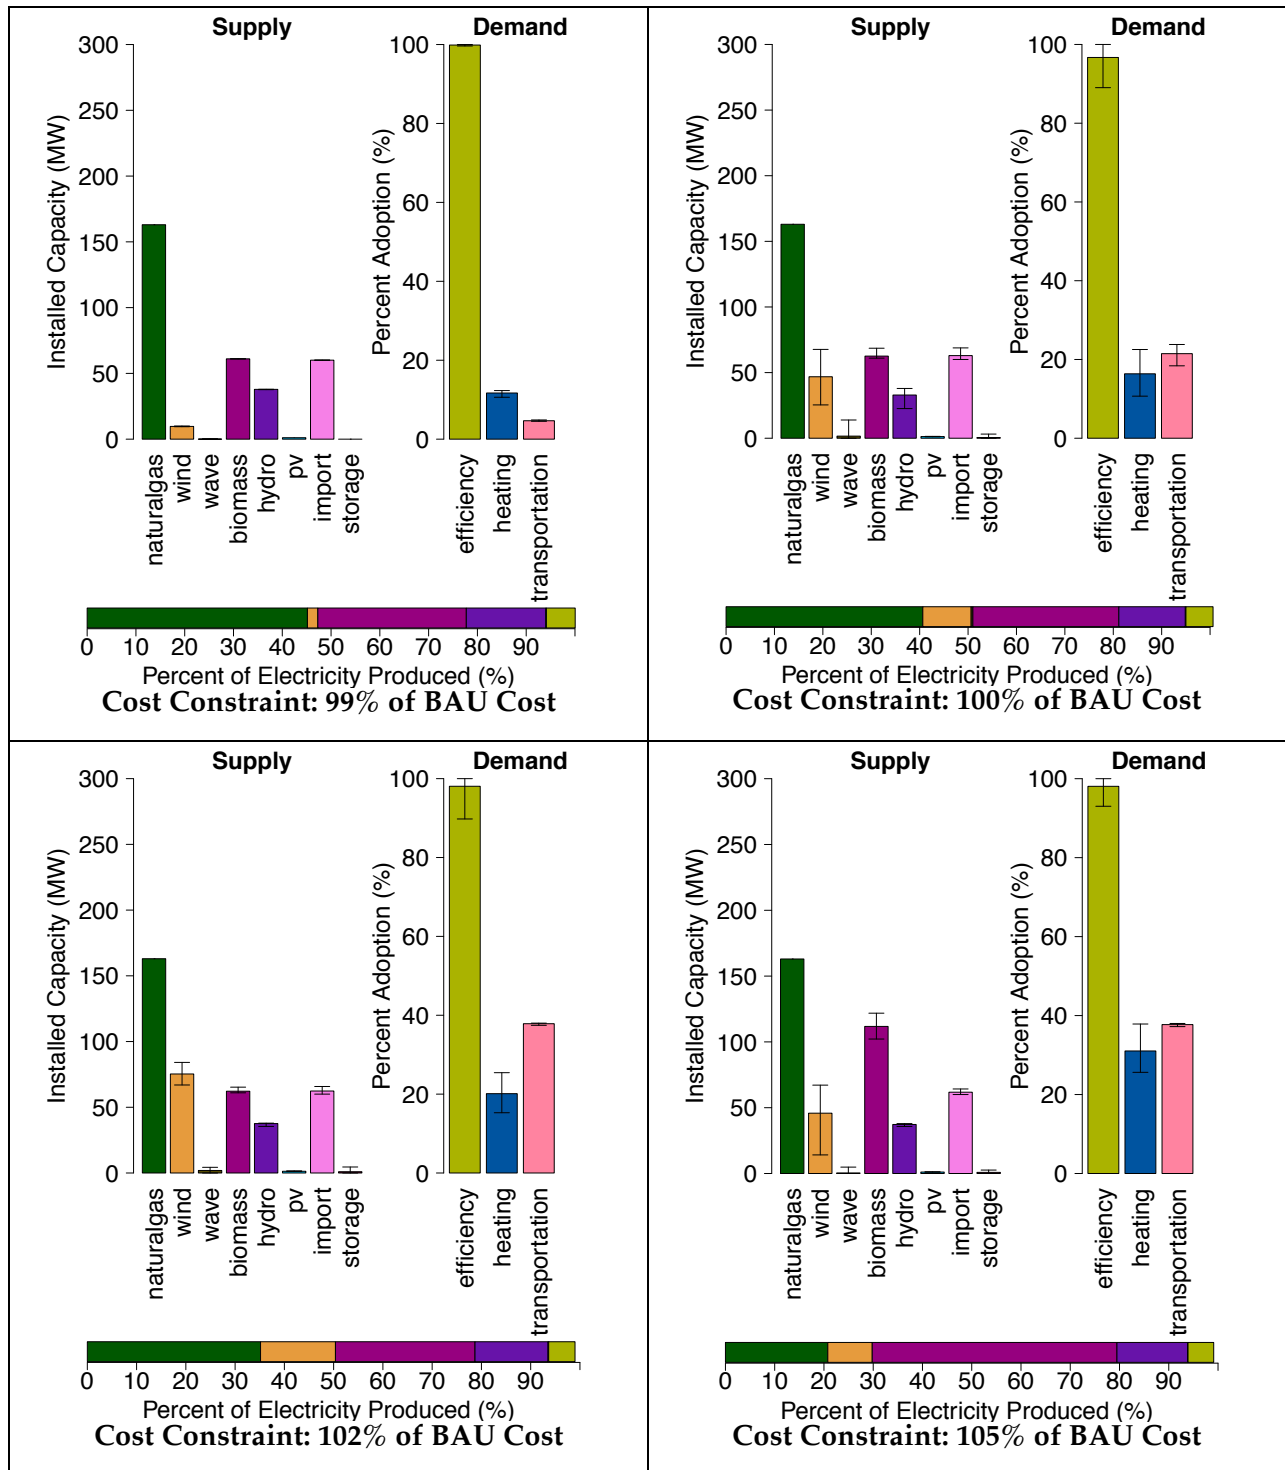 Supply
Demand
Installed Capacity (MW)
300
250
200
150
100
50
0
naturalgas
wind
wave
biomass
hydro
pv
import
storage
Percent Adoption (%)
100
80
60
40
20
0
efficiency
heating
transportation
0 10 20 30 40 50 60 70 80 90
Percent of Electricity Produced (%)
Cost Constraint: 99% of BAU Cost
Supply
Demand
Installed Capacity (MW)
300
250
200
150
100
50
0
naturalgas
wind
wave
biomass
hydro
pv
import
storage
Percent Adoption (%)
100
80
60
40
20
0
efficiency
heating
transportation
0 10 20 30 40 50 60 70 80 90
Percent of Electricity Produced (%)
Cost Constraint: 100% of BAU Cost
Supply
Demand
Installed Capacity (MW)
300
250
200
150
100
50
0
naturalgas
wind
wave
biomass
hydro
pv
import
storage
Percent Adoption (%)
100
80
60
40
20
0
efficiency
heating
transportation
0 10 20 30 40 50 60 70 80 90
Percent of Electricity Produced (%)
Cost Constraint: 102% of BAU Cost
Supply
Demand
Installed Capacity (MW)
300
250
200
150
100
50
0
naturalgas
wind
wave
biomass
hydro
pv
import
storage
Percent Adoption (%)
100
80
60
40
20
0
efficiency
heating
transportation
0 10 20 30 40 50 60 70 80 90
Percent of Electricity Produced (%)
Cost Constraint: 105% of BAU Cost